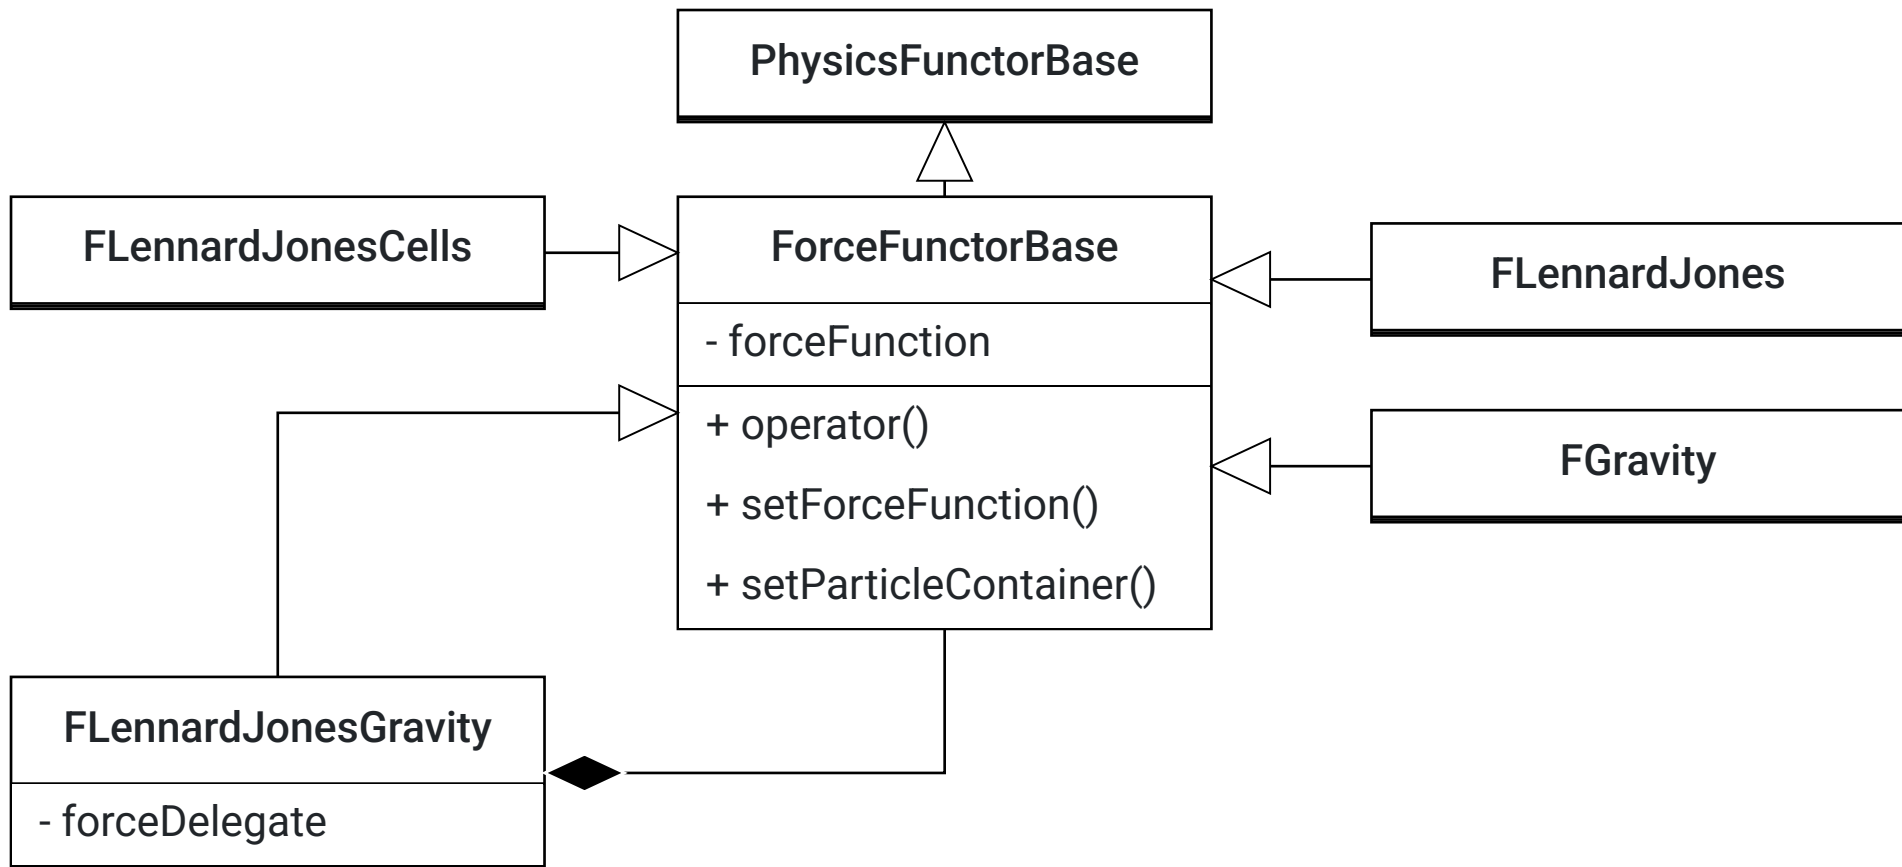 PhysicsFunctorBase
FLennardJonesCells
ForceFunctorBase
- forceFunction
+ operator()
+ setForceFunction()
+ setParticleContainer()
FLennardJones
FGravity
FLennardJonesGravity
- forceDelegate